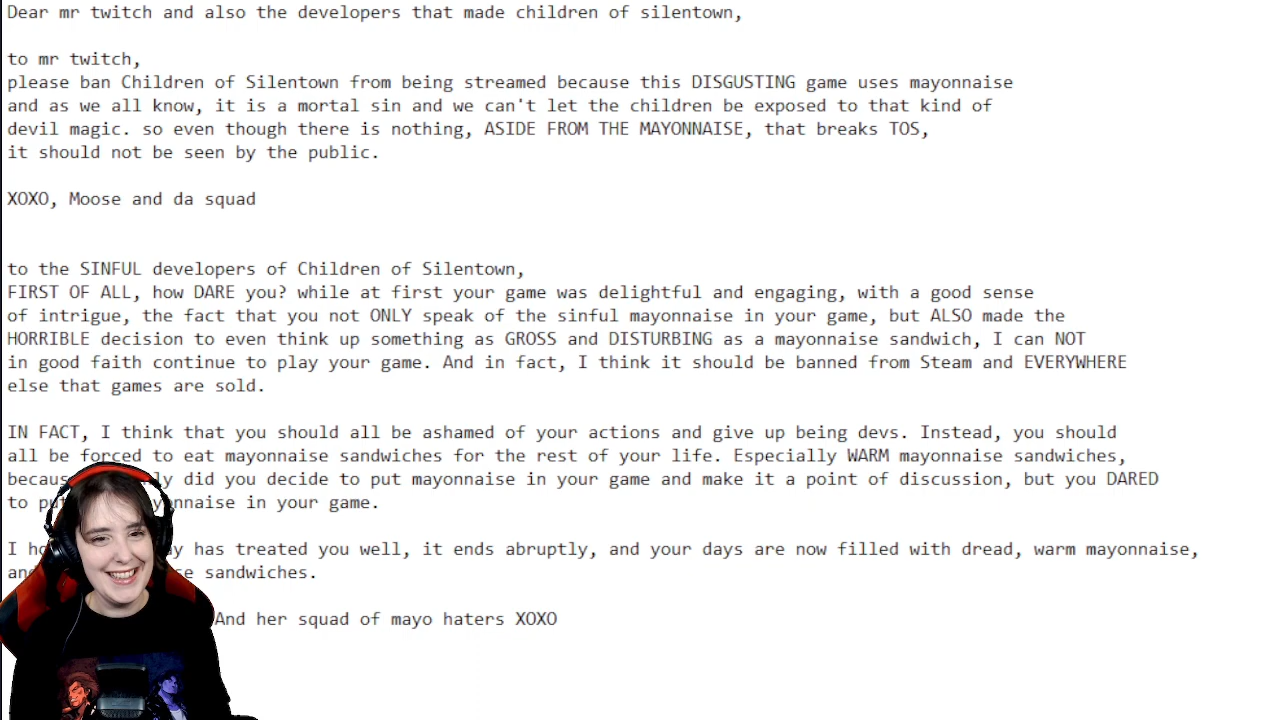 Dear mr twitch and also the developers that made children of silentown,
to mr twitch,
please ban Children of Silentown from being streamed because this DISGUSTING game uses mayonnaise
and as we all know, it is a mortal sin and we can't let the children be exposed to that kind of
devil magic. so even though there is nothing, ASIDE FROM THE MAYONNAISE, that breaks TOS,
it should not be seen by the public.
XOXO, Moose and da squad
to the SINFUL developers of Children of Silentown,
FIRST OF ALL, how DARE you? while at first your game was delightful and engaging, with a good sense
of intrigue, the fact that you not ONLY speak of the sinful mayonnaise in your game, but ALSO made the
HORRIBLE decision to even think up something as GROSS and DISTURBING as a mayonnaise sandwich, I can NOT
in good faith continue to play your game. And in fact, I think it should be banned from Steam and EVERYWHERE
else that games are sold.
IN FACT, I think that you should all be ashamed of your actions and give up being devs. Instead, you should
all be forced to eat mayonnaise sandwiches for the rest of your life. Especially WARM mayonnaise sandwiches,
did you decide to put mayonnaise in your game and make it a point of discussion, but you DARED
to in your game.
I has treated you well, it ends abruptly, and your days are now filled with dread, warm mayonnaise,
sandwiches.
And her squad of mayo haters XOXO